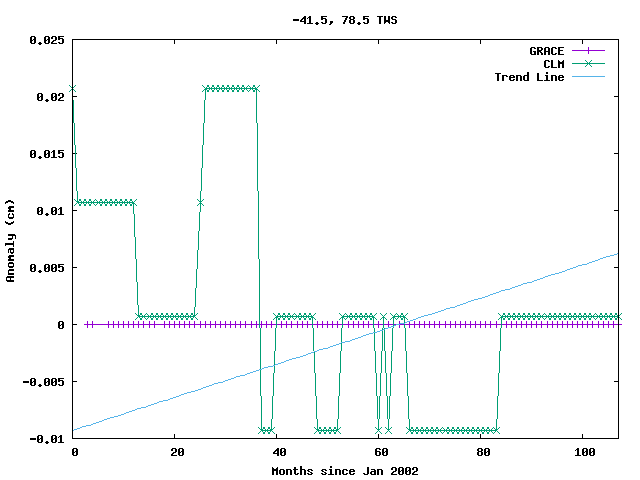 -41.5, 78.5 TWS
GRACE
CLM
Trend Line
0.025
0.02
0.015
0.01
0.005
0
-0.005
-0.01
Anomaly (cm)
0 20 40 60 80 100
Months since Jan 2002